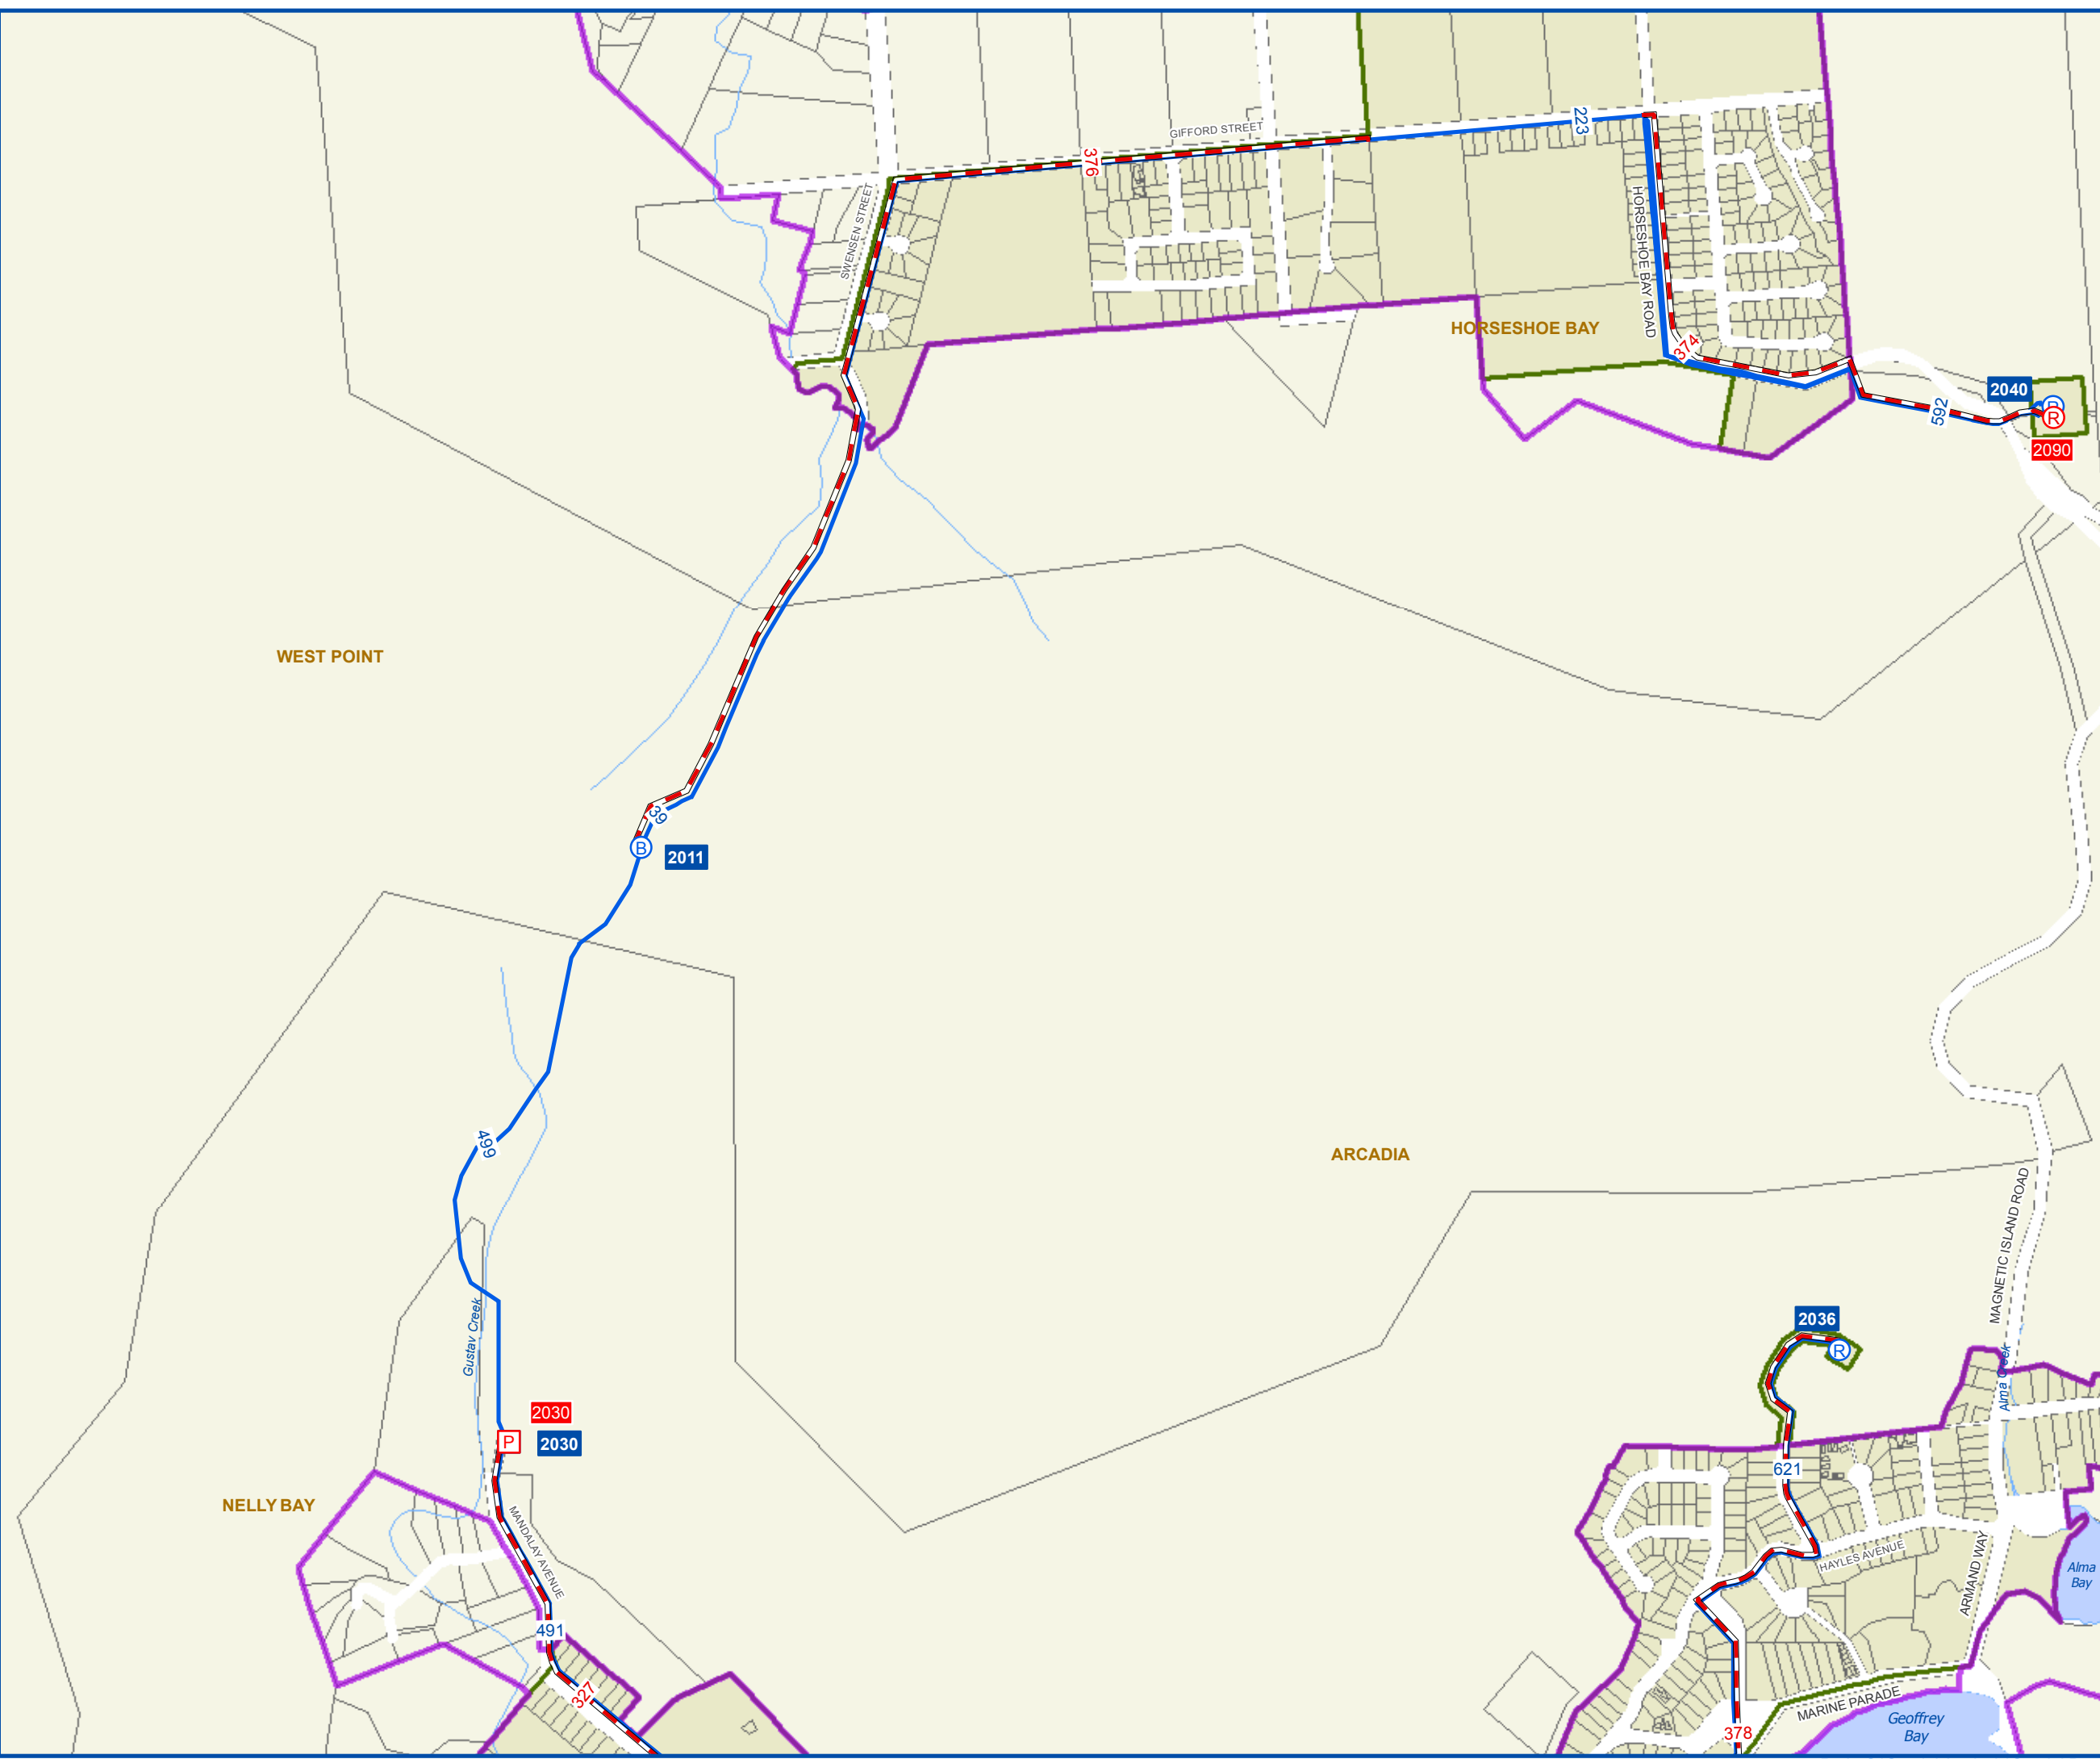 GIFFORD STREET
223
376
SWENSEN STREET
HORSESHOE BAY ROAD
HORSESHOE BAY
374
2040
592
R
2090
WEST POINT
39
B
2011
499
ARCADIA
MAGNETIC ISLAND ROAD
Gustav Creek
2036
R
Alma Creek
2030
P
2030
621
NELLY BAY
MANDALAY AVENUE
HAYLES AVENUE
ARMAND WAY
Alma
Bay
491
327
MARINE PARADE
Geoffrey
Bay
378